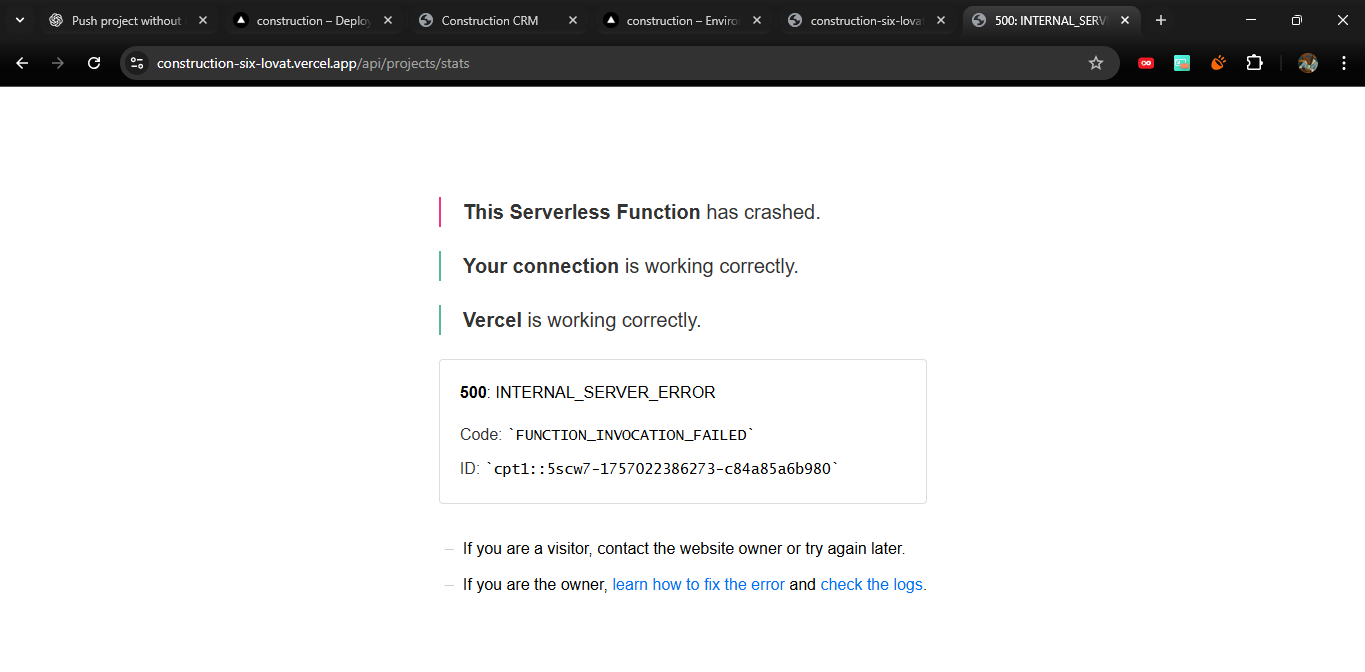 Push project without
construction – Deplo
Construction CRM
construction – Enviro
construction-six-lovat
500: INTERNAL_SERV
construction-six-lovat.vercel.app/api/projects/stats
This Serverless Function has crashed.
Your connection is working correctly.
Vercel is working correctly.
500: INTERNAL_SERVER_ERROR
Code: `FUNCTION_INVOCATION_FAILED`
ID: `cpt1::5scw7-1757022386273-c84a85a6b980`
– If you are a visitor, contact the website owner or try again later.
– If you are the owner, learn how to fix the error and check the logs.